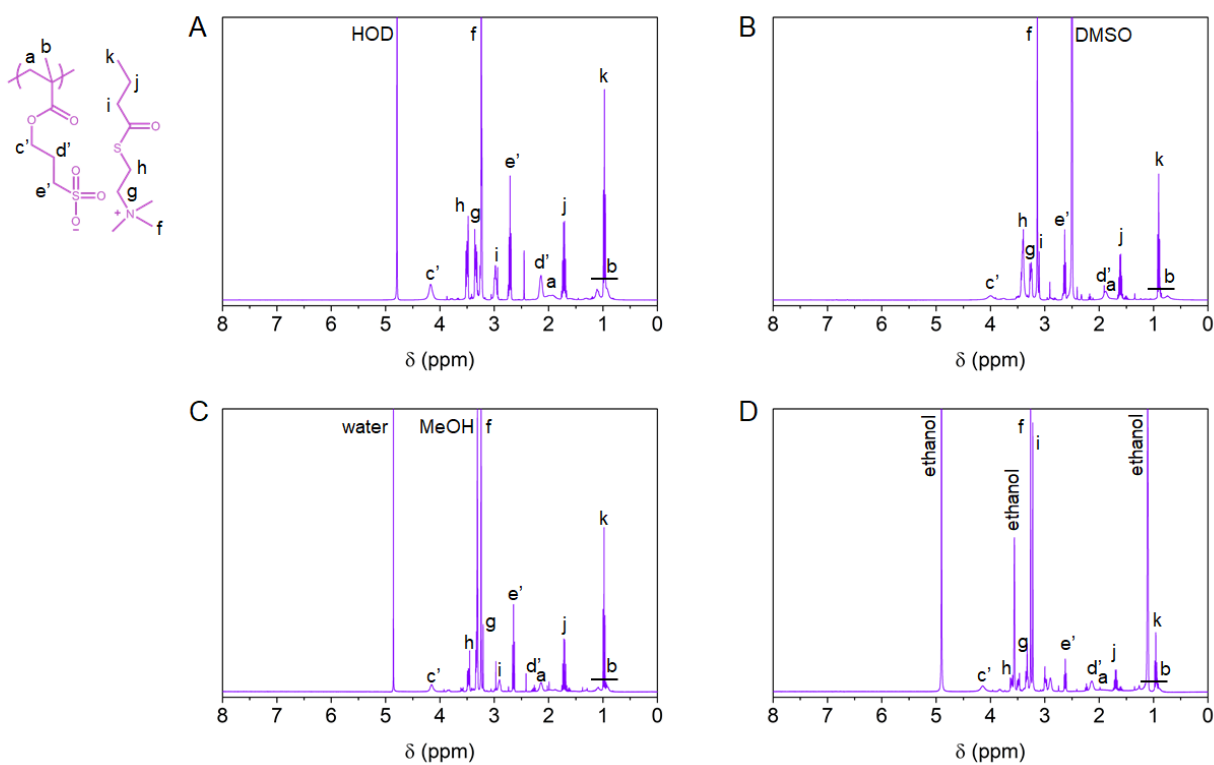 k
a b
j
i
O
O
O
S
c' d'
h
O
e' S O
g
O
−
N
+
f
A
HOD f
k
e'
h
g
j
i
d'
c'
a
b
8 7 6 5 4 3 2 1 0
δ (ppm)
B
f DMSO
k
h
e'
g i
j
d'
c'
a
b
8 7 6 5 4 3 2 1 0
δ (ppm)
C
water MeOH f
k
e'
g
j
h
i d'
c'
a
b
8 7 6 5 4 3 2 1 0
δ (ppm)
D
ethanol
f
i
ethanol
ethanol
k
e'
g
j
h
d'
c'
a
b
8 7 6 5 4 3 2 1 0
δ (ppm)